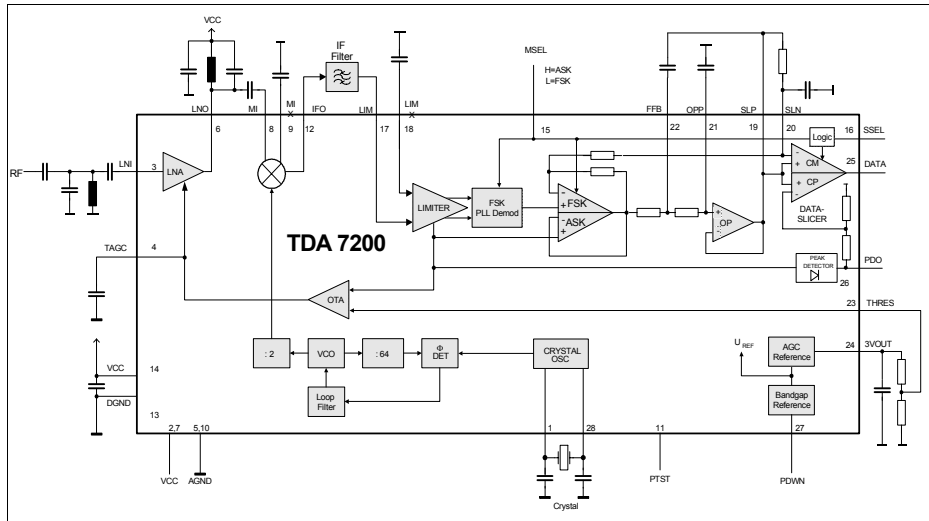 VCC
IF
Filter
MSEL
H=ASK
L=FSK
LNO
MI
MI
X
IFO
LIM
LIM
X
FFB
OPP
SLP
SLN
6
8
9
12
17
18
15
22
21
19
20
16
SSEL
Logic
25
DATA
RF
LNI
3
LNA
LIMITER
FSK
PLL Demod
-
+
FSK
-
ASK
+
+
-
OP
-
+
CM
+
CP
-
DATA-
SLICER
TDA 7200
4
TAGC
PEAK
DETECTOR
PDO
26
OTA
23
THRES
: 2
VCO
: 64
Φ
DET
CRYSTAL
OSC
U REF
AGC
Reference
24
3VOUT
VCC
14
DGND
13
Loop
Filter
Bandgap
Reference
2,7
5,10
1
28
11
27
VCC
AGND
Crystal
PTST
PDWN